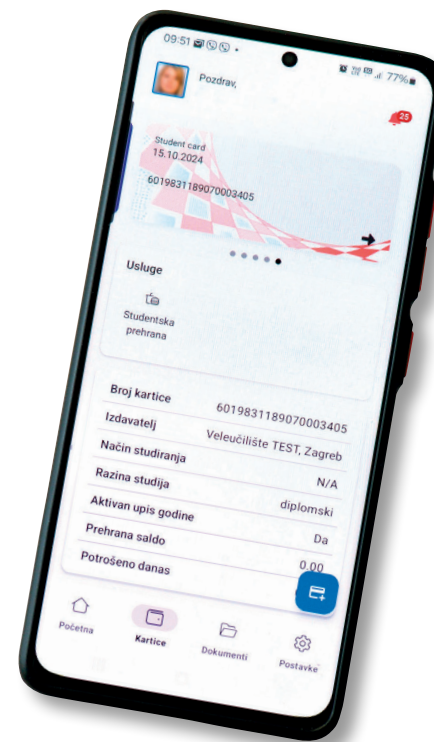 09:51
77%
Pozdrav,
25
Student card
15.10.2024
6019831189070003405
Usluge
Studentska
prehrana
Broj kartice 6019831189070003405
Izdavatelj Veleučilište TEST, Zagreb
Način studiranja N/A
Razina studija diplomski
Aktivan upis godine Da
Prehrana saldo 0.00
Potrošeno danas
Početna Kartice Dokumenti Postavke